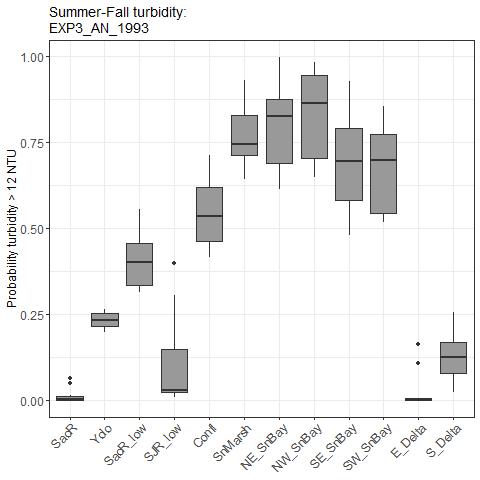 Summer-Fall turbidity:
EXP3_AN_1993
Probability turbidity > 12 NTU
1.00
0.75
0.50
0.25
0.00
SacR
Yolo
SacR_low
SJR_low
Confl
SnMarsh
NE_SnBay
NW_SnBay
SE_SnBay
SW_SnBay
E_Delta
S_Delta